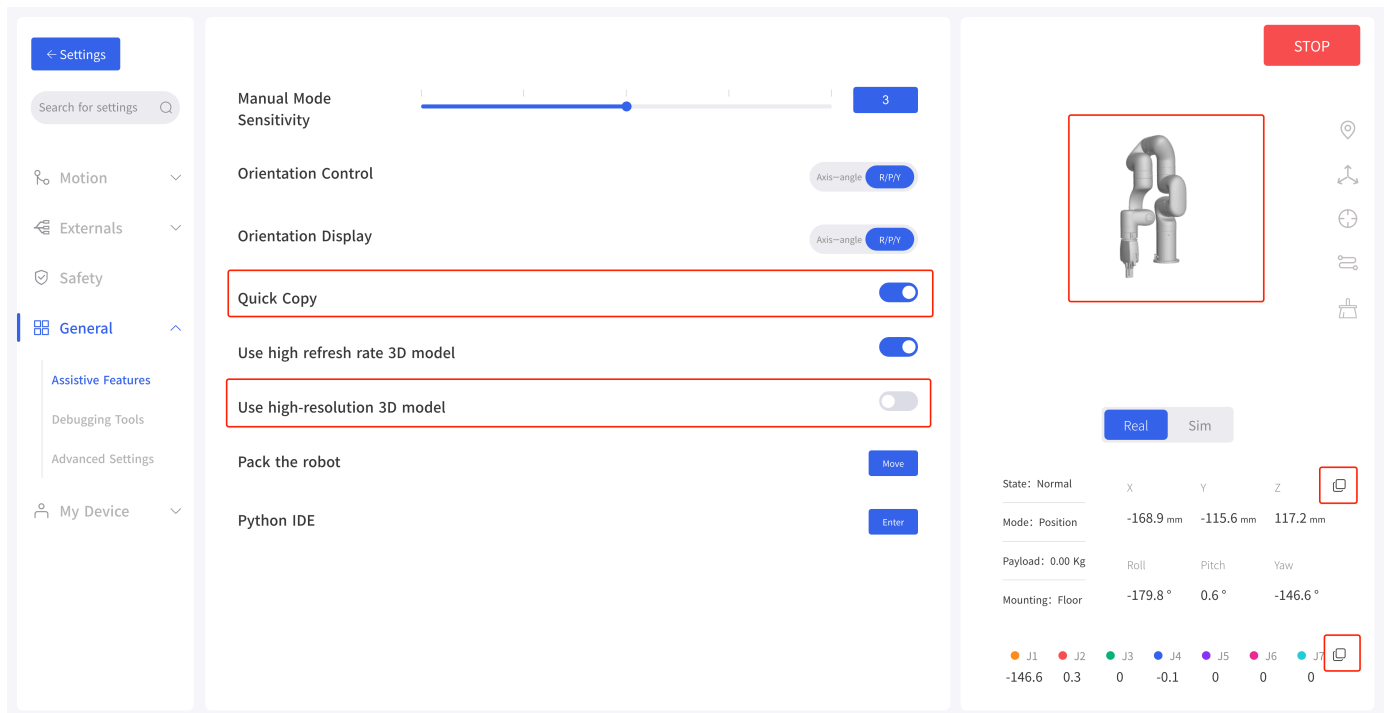 ← Settings
Search for settings
Motion
Externals
Safety
General
Assistive Features
Debugging Tools
Advanced Settings
My Device
Manual Mode
Sensitivity
3
Orientation Control
Axis−angle R/P/Y
Orientation Display
Axis−angle R/P/Y
Quick Copy
Use high refresh rate 3D model
Use high-resolution 3D model
Pack the robot
Move
Python IDE
Enter
STOP
Real Sim
State: Normal
Mode: Position
Payload: 0.00 Kg
Mounting: Floor
X Y Z
-168.9 mm -115.6 mm 117.2 mm
Roll Pitch Yaw
-179.8 ° 0.6 ° -146.6 °
J1 J2 J3 J4 J5 J6 J7
-146.6 0.3 0 -0.1 0 0 0